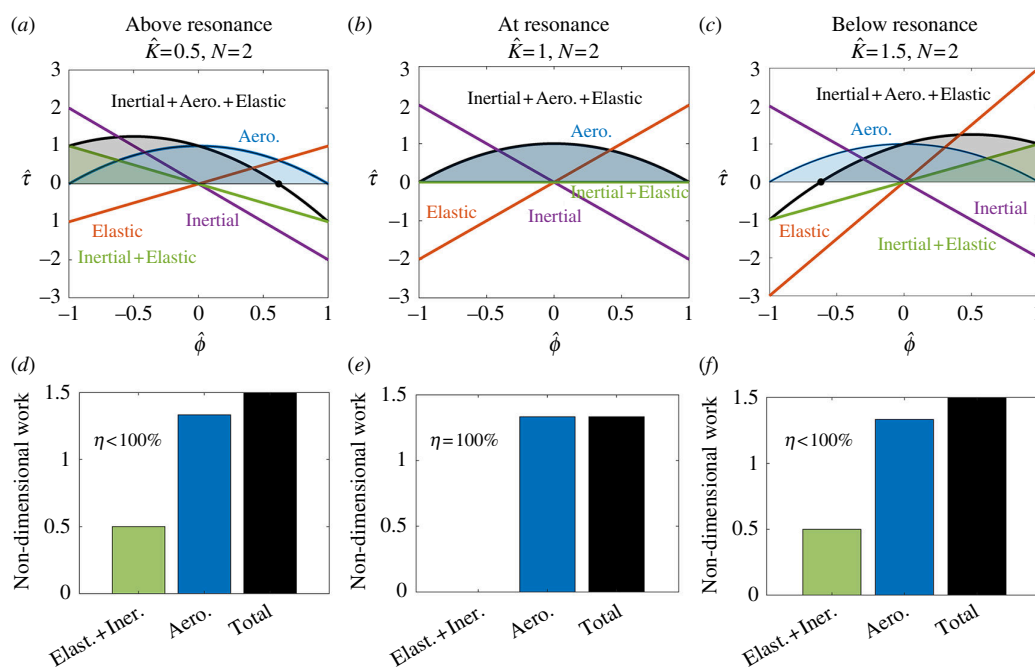 (a) Above resonance
K̂=0.5, N=2
3
2
1
0
−1
−2
−3
τ̂
Inertial+Aero.+Elastic
Aero.
Elastic
Inertial
Inertial+Elastic
−1 −0.5 0 0.5 1
ϕ̂
(b) At resonance
K̂=1, N=2
3
2
1
0
−1
−2
−3
τ̂
Inertial+Aero.+Elastic
Aero.
Inertial+Elastic
Elastic
Inertial
−1 −0.5 0 0.5 1
ϕ̂
(c) Below resonance
K̂=1.5, N=2
3
2
1
0
−1
−2
−3
τ̂
Inertial+Aero.+Elastic
Aero.
Elastic
Inertial
Inertial+Elastic
−1 −0.5 0 0.5 1
ϕ̂
(d)
Non-dimensional work
1.5
1
0.5
0
η<100%
Elast.+Iner. Aero. Total
(e)
Non-dimensional work
1.5
1
0.5
0
η=100%
Elast.+Iner. Aero. Total
(f)
Non-dimensional work
1.5
1
0.5
0
η<100%
Elast.+Iner. Aero. Total